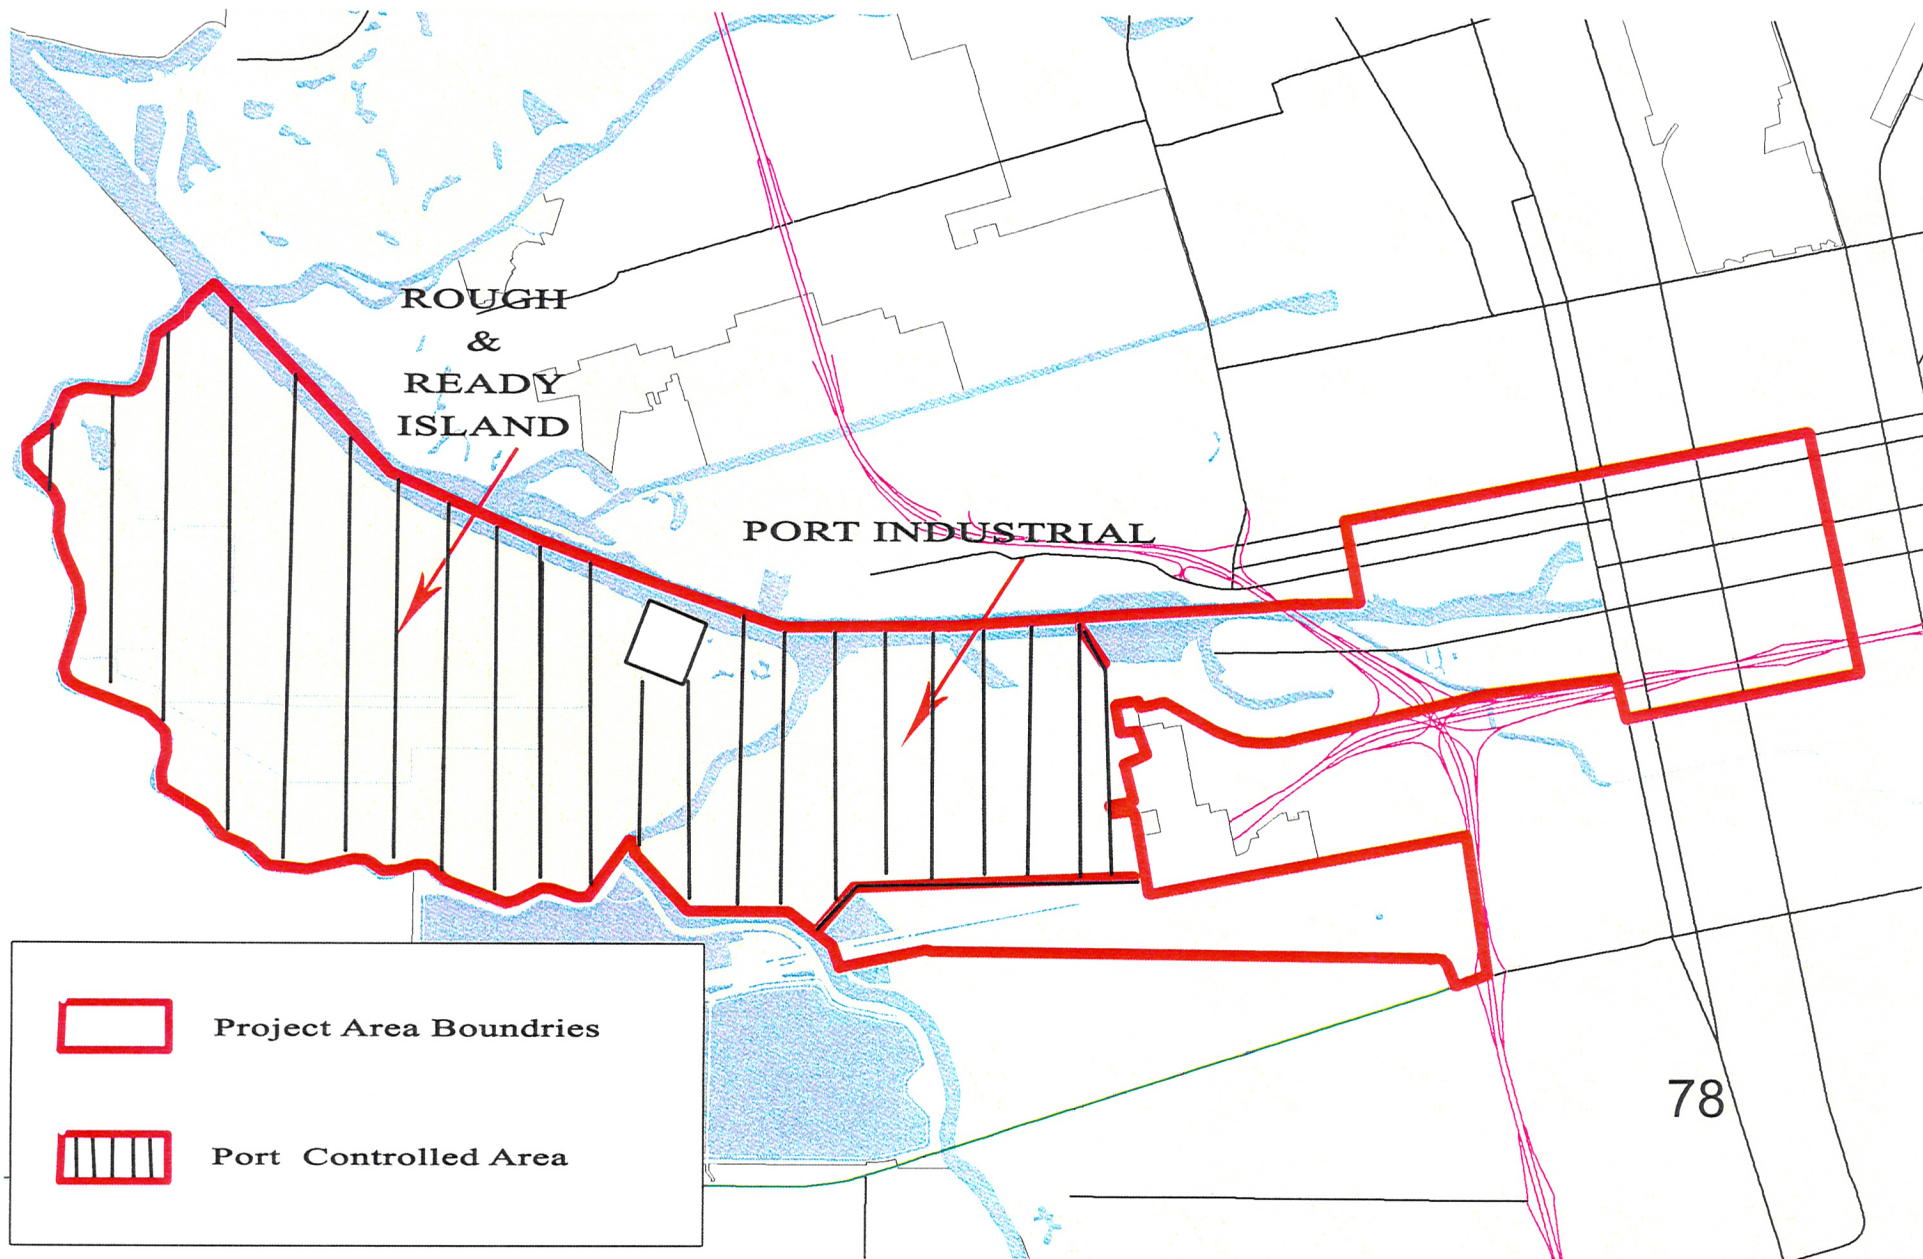 ROUGH
&
READY
ISLAND
PORT INDUSTRIAL
78
Project Area Boundries
Port Controlled Area